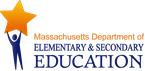 Massachusetts Department of
ELEMENTARY & SECONDARY
EDUCATION